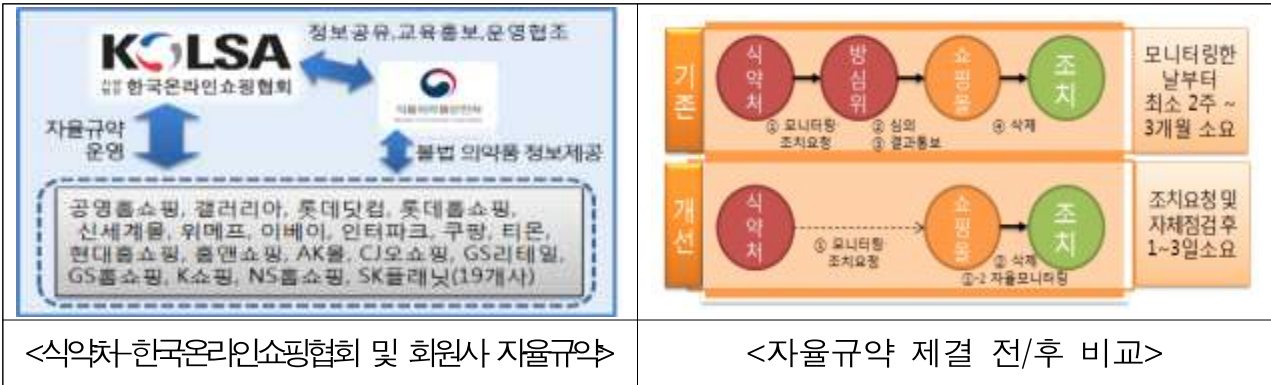 정보공유,교육홍보,운영협조
KOLSA
사단법인 한국온라인쇼핑협회
식품의약품안전처
자율규약
운영
불법 의약품 정보제공
공영홈쇼핑, 갤러리아, 롯데닷컴, 롯데홈쇼핑,
신세계몰, 위메프, 이베이, 인터파크, 쿠팡, 티몬,
현대홈쇼핑, 홈앤쇼핑, AK몰, CJ오쇼핑, GS리테일,
GS홈쇼핑, K쇼핑, NS홈쇼핑, SK플래닛(19개사)
<식약처-한국온라인쇼핑협회 및 회원사 자율규약>
기존
식약처
방심위
쇼핑몰
조치
① 모니터링
조치요청
② 심의
③ 결과통보
④ 삭제
모니터링한
날부터
최소 2주 ~
3개월 소요
개선
식약처
쇼핑몰
조치
① 모니터링
조치요청
② 삭제
①-2 자율모니터링
조치요청 및
자체점검 후
1~3일소요
<자율규약 제결 전/후 비교>